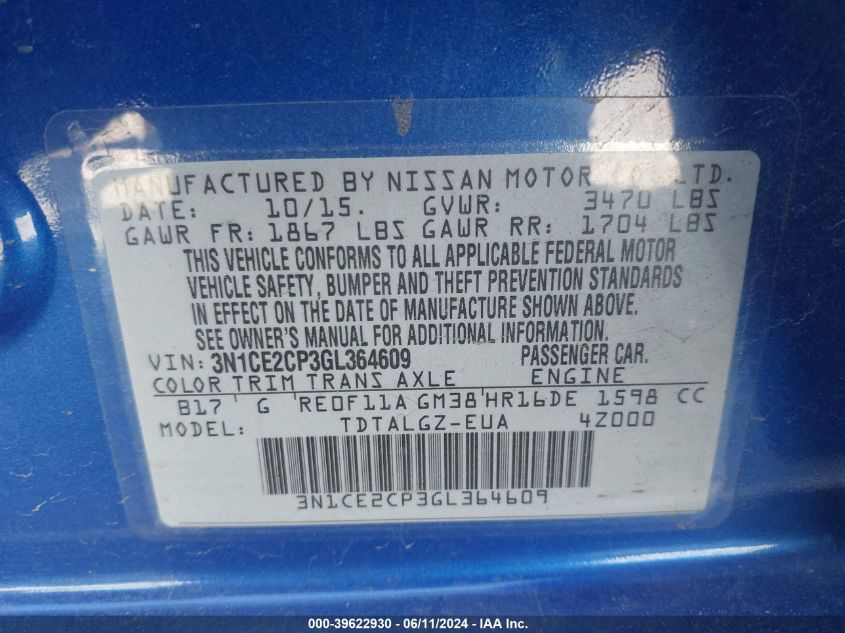 MANUFACTURED BY NISSAN MOTOR CO., LTD.
DATE: 10/15. GVWR: 3470 LBS
GAWR FR: 1867 LBS GAWR RR: 1704 LBS
THIS VEHICLE CONFORMS TO ALL APPLICABLE FEDERAL MOTOR
VEHICLE SAFETY, BUMPER AND THEFT PREVENTION STANDARDS
IN EFFECT ON THE DATE OF MANUFACTURE SHOWN ABOVE.
SEE OWNER'S MANUAL FOR ADDITIONAL INFORMATION.
VIN: 3N1CE2CP3GL364609 PASSENGER CAR.
COLOR TRIM TRANS AXLE ENGINE
B17 G RE0F11A GM38 HR16DE 1598 CC
MODEL: TDTALGZ-EUA 4Z000
3N1CE2CP3GL364609
000-39622930 - 06/11/2024 - IAA Inc.